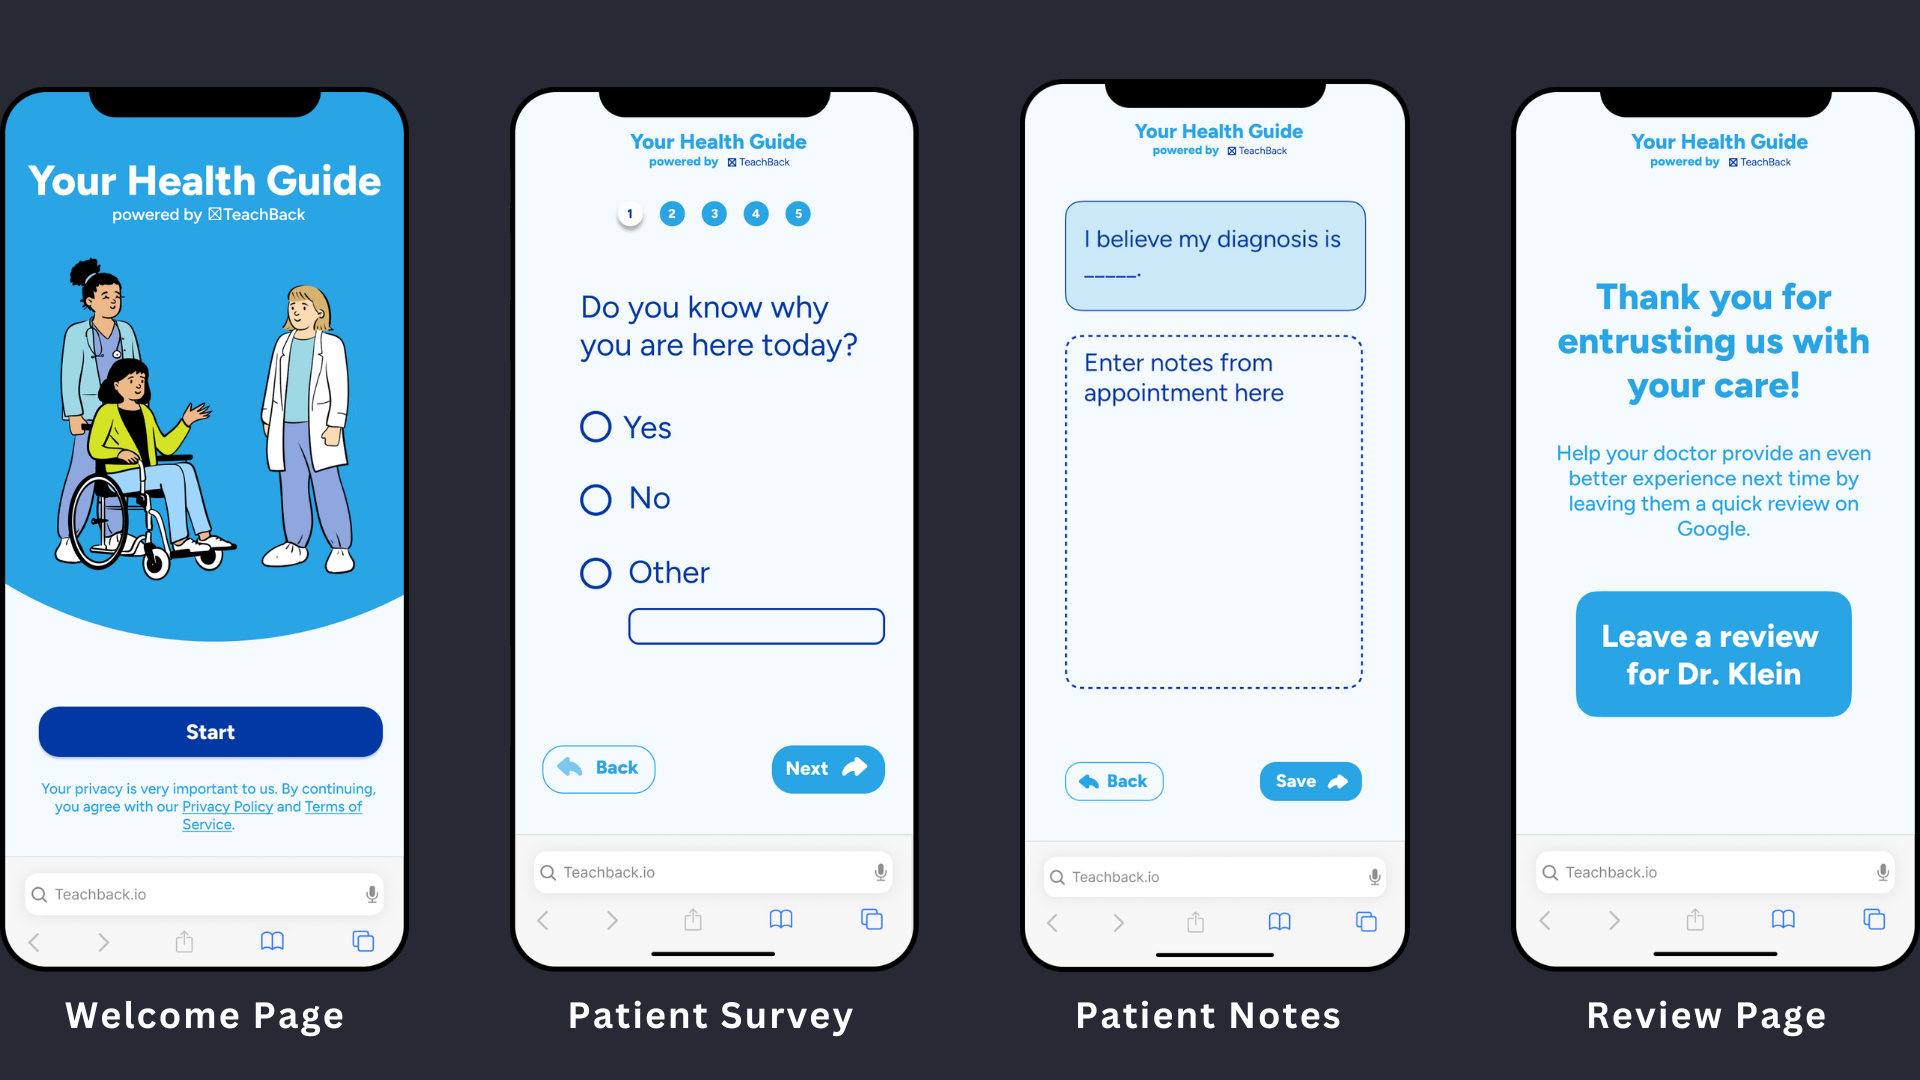 Your Health Guide
powered by TeachBack
Start
Your privacy is very important to us. By continuing,
you agree with our Privacy Policy and Terms of
Service.
Teachback.io
Welcome Page
Your Health Guide
powered by TeachBack
1 2 3 4 5
Do you know why
you are here today?
Yes
No
Other
Back
Next
Teachback.io
Patient Survey
Your Health Guide
powered by TeachBack
I believe my diagnosis is
_____.
Enter notes from
appointment here
Back
Save
Teachback.io
Patient Notes
Your Health Guide
powered by TeachBack
Thank you for
entrusting us with
your care!
Help your doctor provide an even
better experience next time by
leaving them a quick review on
Google.
Leave a review
for Dr. Klein
Teachback.io
Review Page